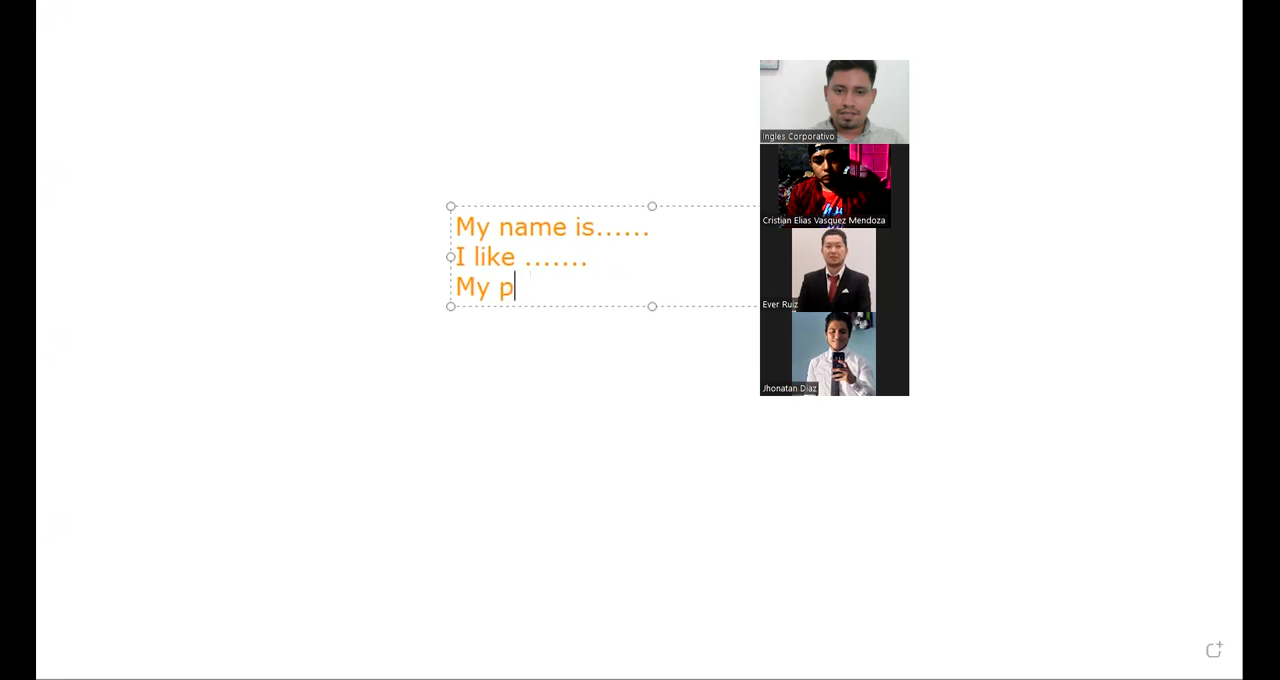 My name is......
I like .......
My p
Ingles Corporativo
Cristian Elias Vasquez Mendoza
Ever Ruiz
Jhonatan Diaz